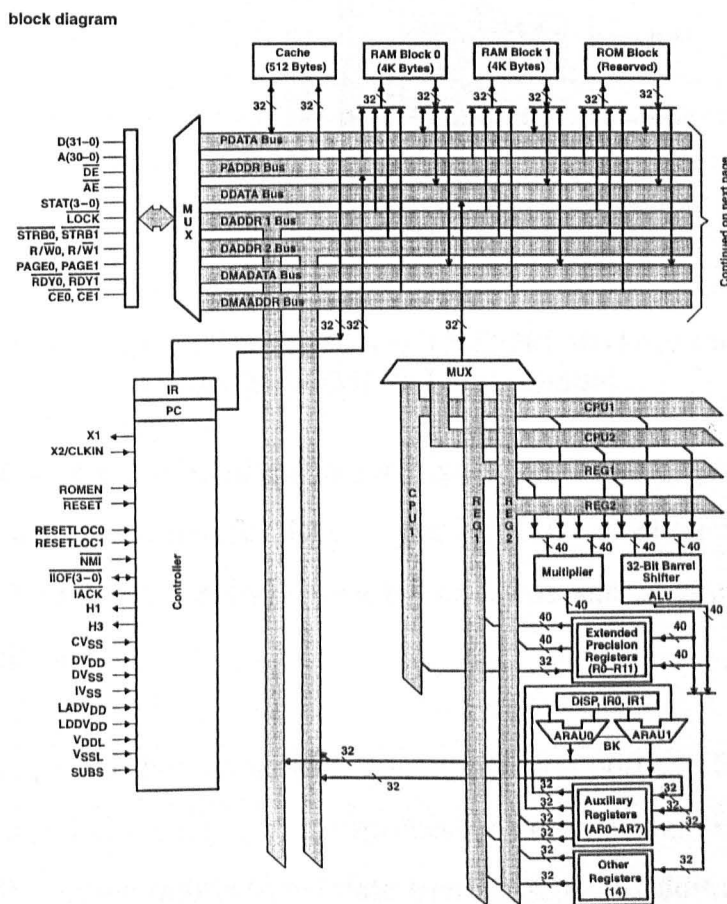 block diagram
Cache
(512 Bytes)
RAM Block 0
(4K Bytes)
RAM Block 1
(4K Bytes)
ROM Block
(Reserved)
32
32
32
32
32
32
32
32
D(31–0)
A(30–0)
DE
AE
STAT(3–0)
LOCK
STRB0, STRB1
R/W0, R/W1
PAGE0, PAGE1
RDY0, RDY1
CE0, CE1
MUX
PDATA Bus
PADDR Bus
DDATA Bus
DADDR 1 Bus
DADDR 2 Bus
DMADATA Bus
DMAADDR Bus
Continued on next page
32
32
32
MUX
IR
PC
Controller
X1
X2/CLKIN
ROMEN
RESET
RESETLOC0
RESETLOC1
NMI
IIOF(3–0)
IACK
H1
H3
CVSS
DVDD
DVSS
IVSS
LADVDD
LDDVDD
VDDL
VSSL
SUBS
CPU1
CPU2
REG1
REG2
CPU1
REG1
REG2
40
40
40
40
Multiplier
32-Bit Barrel
Shifter
ALU
40
40
40
40
32
Extended
Precision
Registers
(R0–R11)
40
40
DISP, IR0, IR1
ARAU0
ARAU1
BK
32
32
32
32
32
32
Auxiliary
Registers
(AR0–AR7)
32
32
32
32
32
Other
Registers
(14)
32